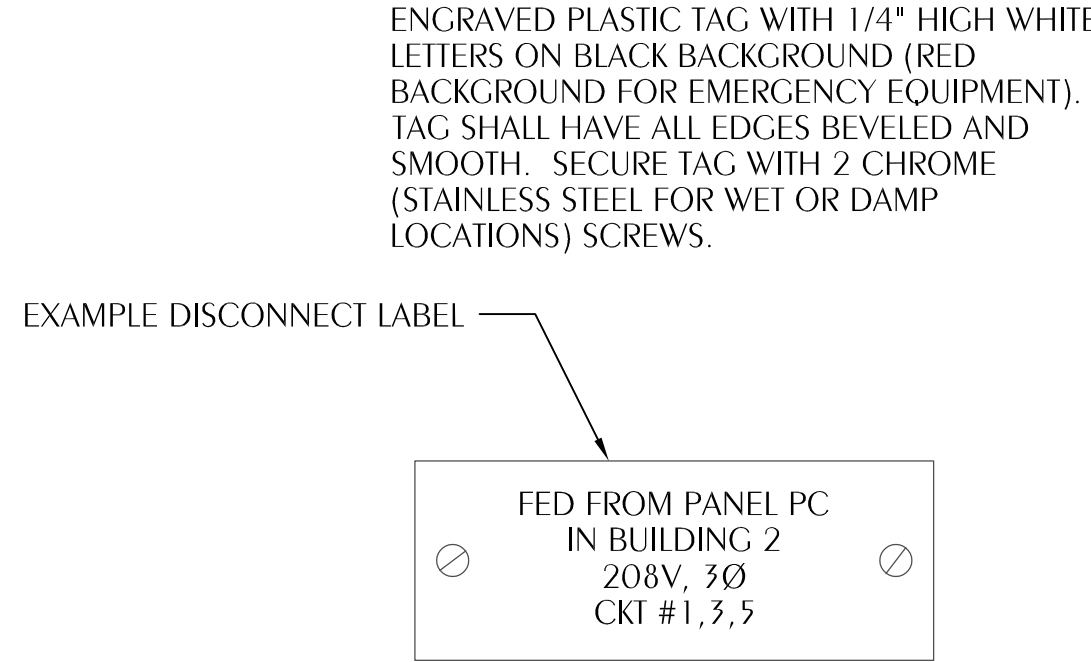 ENGRAVED PLASTIC TAG WITH 1/4" HIGH WHITE
LETTERS ON BLACK BACKGROUND (RED
BACKGROUND FOR EMERGENCY EQUIPMENT).
TAG SHALL HAVE ALL EDGES BEVELED AND
SMOOTH. SECURE TAG WITH 2 CHROME
(STAINLESS STEEL FOR WET OR DAMP
LOCATIONS) SCREWS.
EXAMPLE DISCONNECT LABEL
FED FROM PANEL PC
IN BUILDING 2
208V, 3Ø
CKT #1,3,5